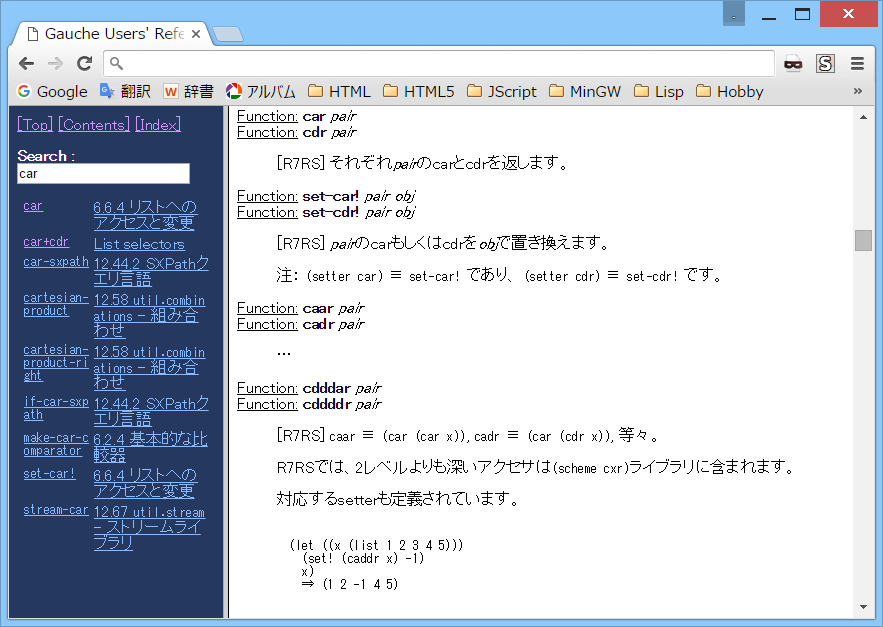 Gauche Users' Refe
Google 翻訳 辞書 アルバム HTML HTML5 JScript MinGW Lisp Hobby »
[Top] [Contents] [Index]
Search :
car
car 6.6.4 リストへの
アクセスと変更
car+cdr List selectors
car-sxpath 12.44.2 SXPathク
エリ言語
cartesian- 12.58 util.combin
product ations - 組み合
わせ
cartesian- 12.58 util.combin
product-ri ations - 組み合
ght わせ
if-car-sxp 12.44.2 SXPathク
ath エリ言語
make-car-c 6.2.4 基本的な比
omparator 較器
set-car! 6.6.4 リストへの
アクセスと変更
stream-car 12.67 util.stream
- ストリームライ
ブラリ
Function: car pair
Function: cdr pair
[R7RS] それぞれpairのcarとcdrを返します。
Function: set-car! pair obj
Function: set-cdr! pair obj
[R7RS] pairのcarもしくはcdrをobjで置き換えます。
注: (setter car) ≡ set-car! であり、 (setter cdr) ≡ set-cdr! です。
Function: caar pair
Function: cadr pair
…
Function: cdddar pair
Function: cddddr pair
[R7RS] caar ≡ (car (car x)), cadr ≡ (car (cdr x)), 等々。
R7RSでは、2レベルよりも深いアクセサは(scheme cxr)ライブラリに含まれます。
対応するsetterも定義されています。
(let ((x (list 1 2 3 4 5)))
(set! (caddr x) -1)
x)
⇒ (1 2 -1 4 5)